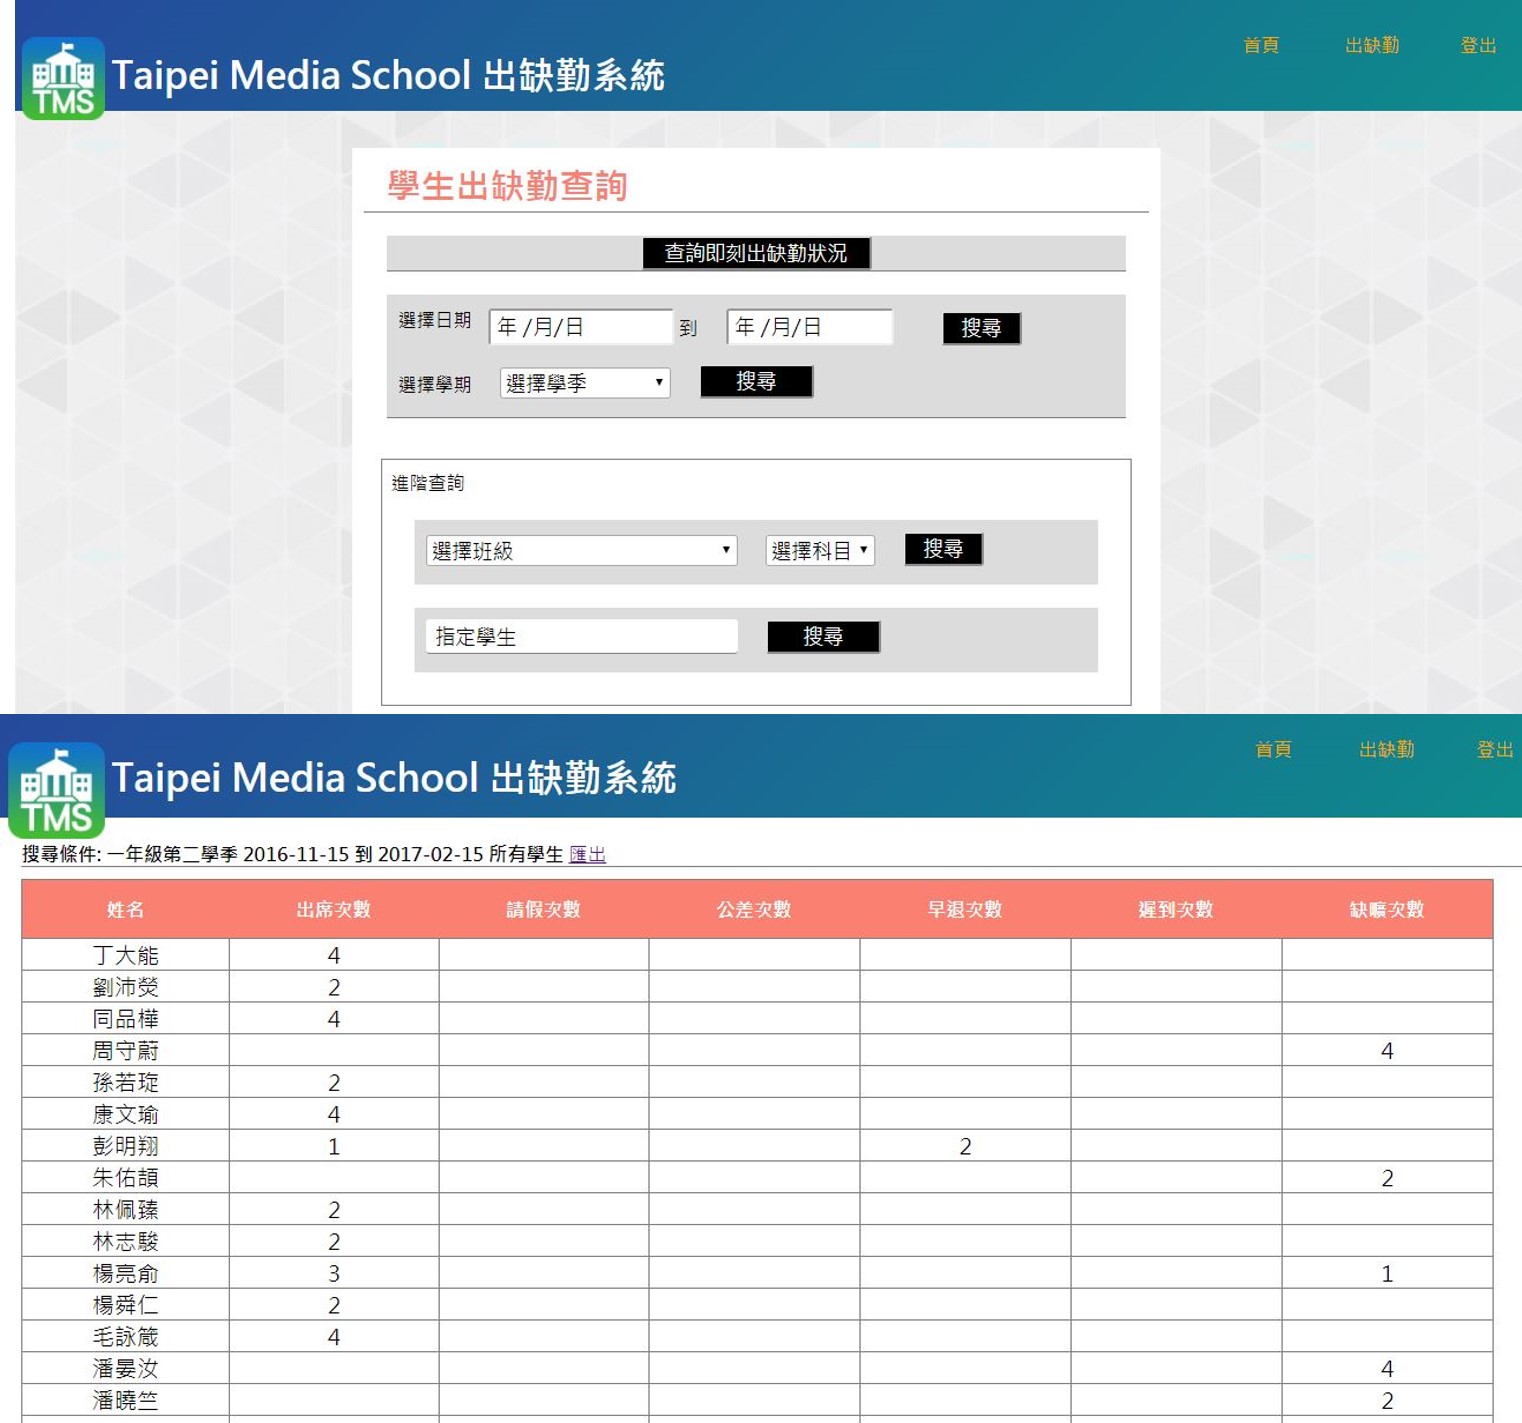 首頁 出缺勤 登出
TMS
Taipei Media School 出缺勤系統
學生出缺勤查詢
查詢即刻出缺勤狀況
選擇日期 年 /月/日 到 年 /月/日 搜尋
選擇學期 選擇學季 搜尋
進階查詢
選擇班級 選擇科目 搜尋
指定學生 搜尋
首頁 出缺勤 登出
TMS
Taipei Media School 出缺勤系統
搜尋條件: 一年級第二學季 2016-11-15 到 2017-02-15 所有學生 匯出
姓名 出席次數 請假次數 公差次數 早退次數 遲到次數 缺曠次數
丁大能 4
劉沛熒 2
同品樺 4
周守蔚 4
孫若琁 2
康文瑜 4
彭明翔 1 2
朱佑頡 2
林佩臻 2
林志駿 2
楊亮俞 3 1
楊舜仁 2
毛詠箴 4
潘晏汝 4
潘曉竺 2